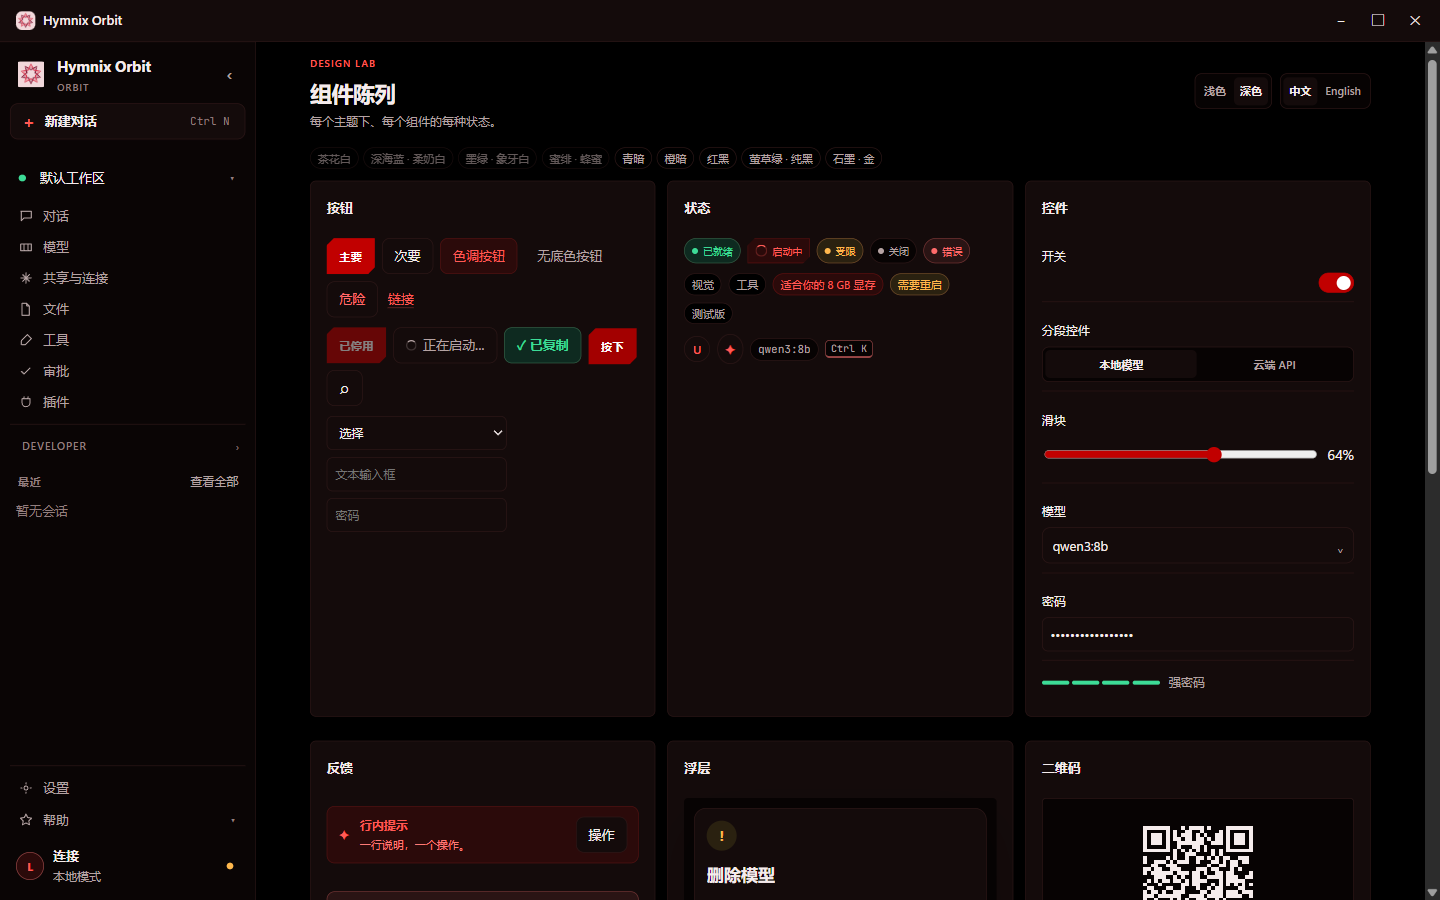 Hymnix Orbit
Hymnix Orbit
ORBIT
新建对话 Ctrl N
默认工作区
对话
模型
共享与连接
文件
工具
审批
插件
DEVELOPER
最近 查看全部
暂无会话
设置
帮助
L
连接
本地模式
DESIGN LAB
组件陈列
每个主题下、每个组件的每种状态。
浅色 深色 中文 English
茶花白 深海蓝 · 柔奶白 墨绿 · 象牙白 蜜绯 · 蜂蜜 青暗 橙暗 红黑 萤草绿 · 纯黑 石墨 · 金
按钮
主要 次要 色调按钮 无底色按钮
危险 链接
已停用 正在启动... ✓ 已复制 按下
选择
文本输入框
密码
状态
已就绪 启动中 受限 关闭 错误
视觉 工具 适合你的 8 GB 显存 需要重启
测试版
U qwen3:8b Ctrl K
控件
开关
分段控件
本地模型 云端 API
滑块
64%
模型
qwen3:8b
密码
•••••••••••••••••
强密码
反馈
行内提示
一行说明，一个操作。
操作
浮层
!
删除模型
二维码